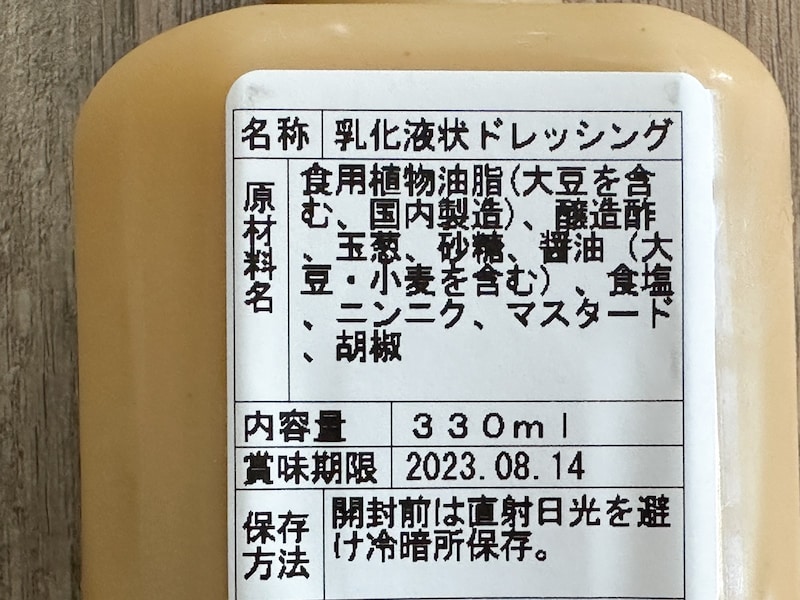 名称 乳化液状ドレッシング
原材料名
食用植物油脂(大豆を含
む、国内製造)、醸造酢
、玉葱、砂糖、醤油(大
豆・小麦を含む)、食塩
、ニンニク、マスタード
、胡椒
内容量 330ml
賞味期限 2023.08.14
保存方法
開封前は直射日光を避
け冷暗所保存。